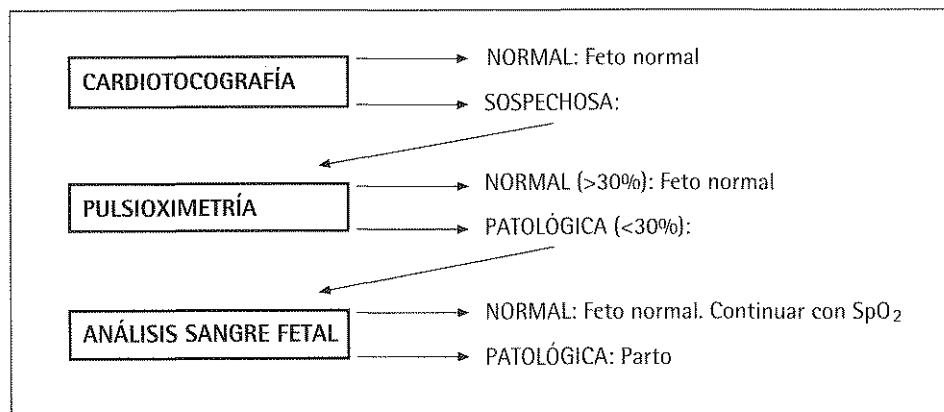 CARDIOTOCOGRAFÍA
NORMAL: Feto normal
SOSPECHOSA:
PULSIOXIMETRÍA
NORMAL (>30%): Feto normal
PATOLÓGICA (<30%):
ANÁLISIS SANGRE FETAL
NORMAL: Feto normal. Continuar con SpO₂
PATOLÓGICA: Parto